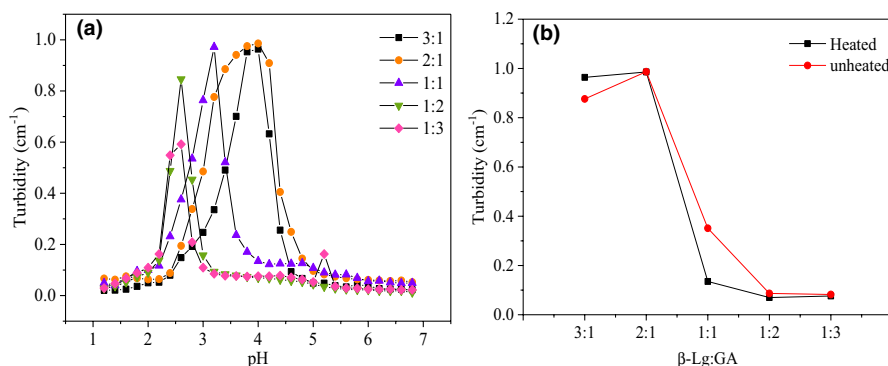 (a)
3:1
2:1
1:1
1:2
1:3
Turbidity (cm⁻¹)
1.0
0.8
0.6
0.4
0.2
0.0
1 2 3 4 5 6 7
pH
(b)
Heated
unheated
Turbidity (cm⁻¹)
1.2
1.0
0.8
0.6
0.4
0.2
0.0
3:1 2:1 1:1 1:2 1:3
β-Lg:GA